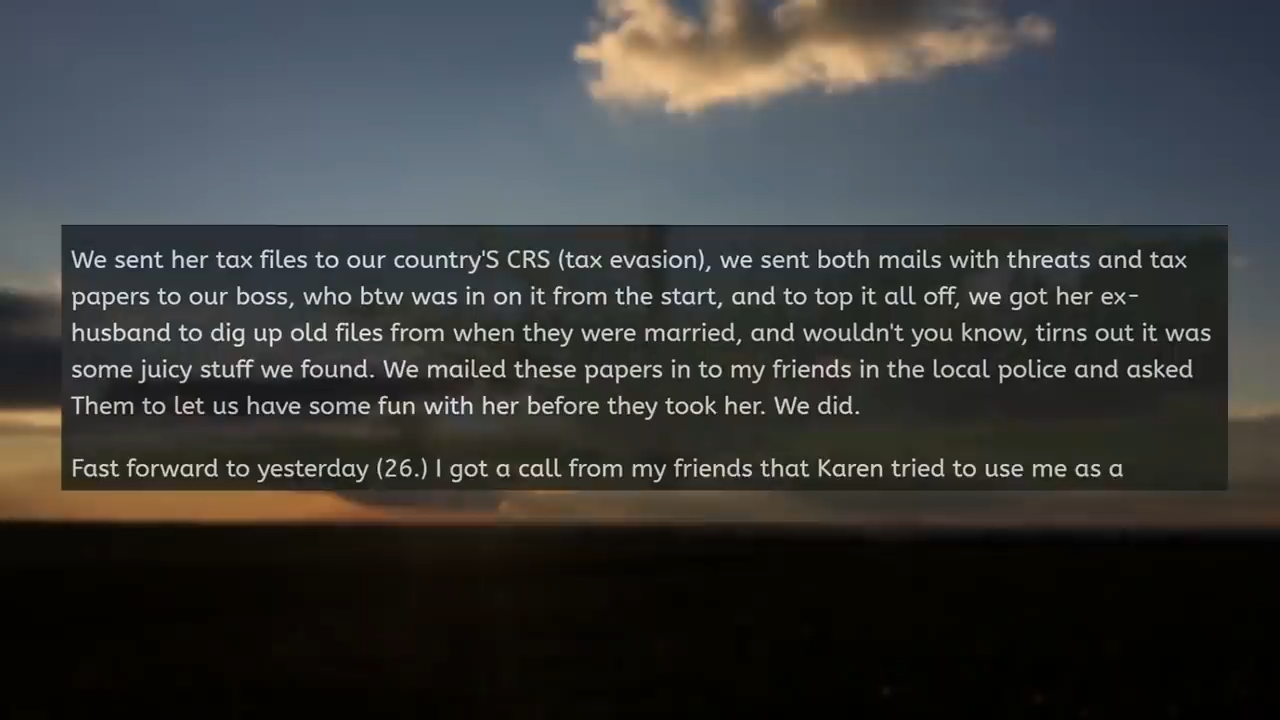 We sent her tax files to our country'S CRS (tax evasion), we sent both mails with threats and tax
papers to our boss, who btw was in on it from the start, and to top it all off, we got her ex-
husband to dig up old files from when they were married, and wouldn't you know, tirns out it was
some juicy stuff we found. We mailed these papers in to my friends in the local police and asked
Them to let us have some fun with her before they took her. We did.
Fast forward to yesterday (26.) I got a call from my friends that Karen tried to use me as a